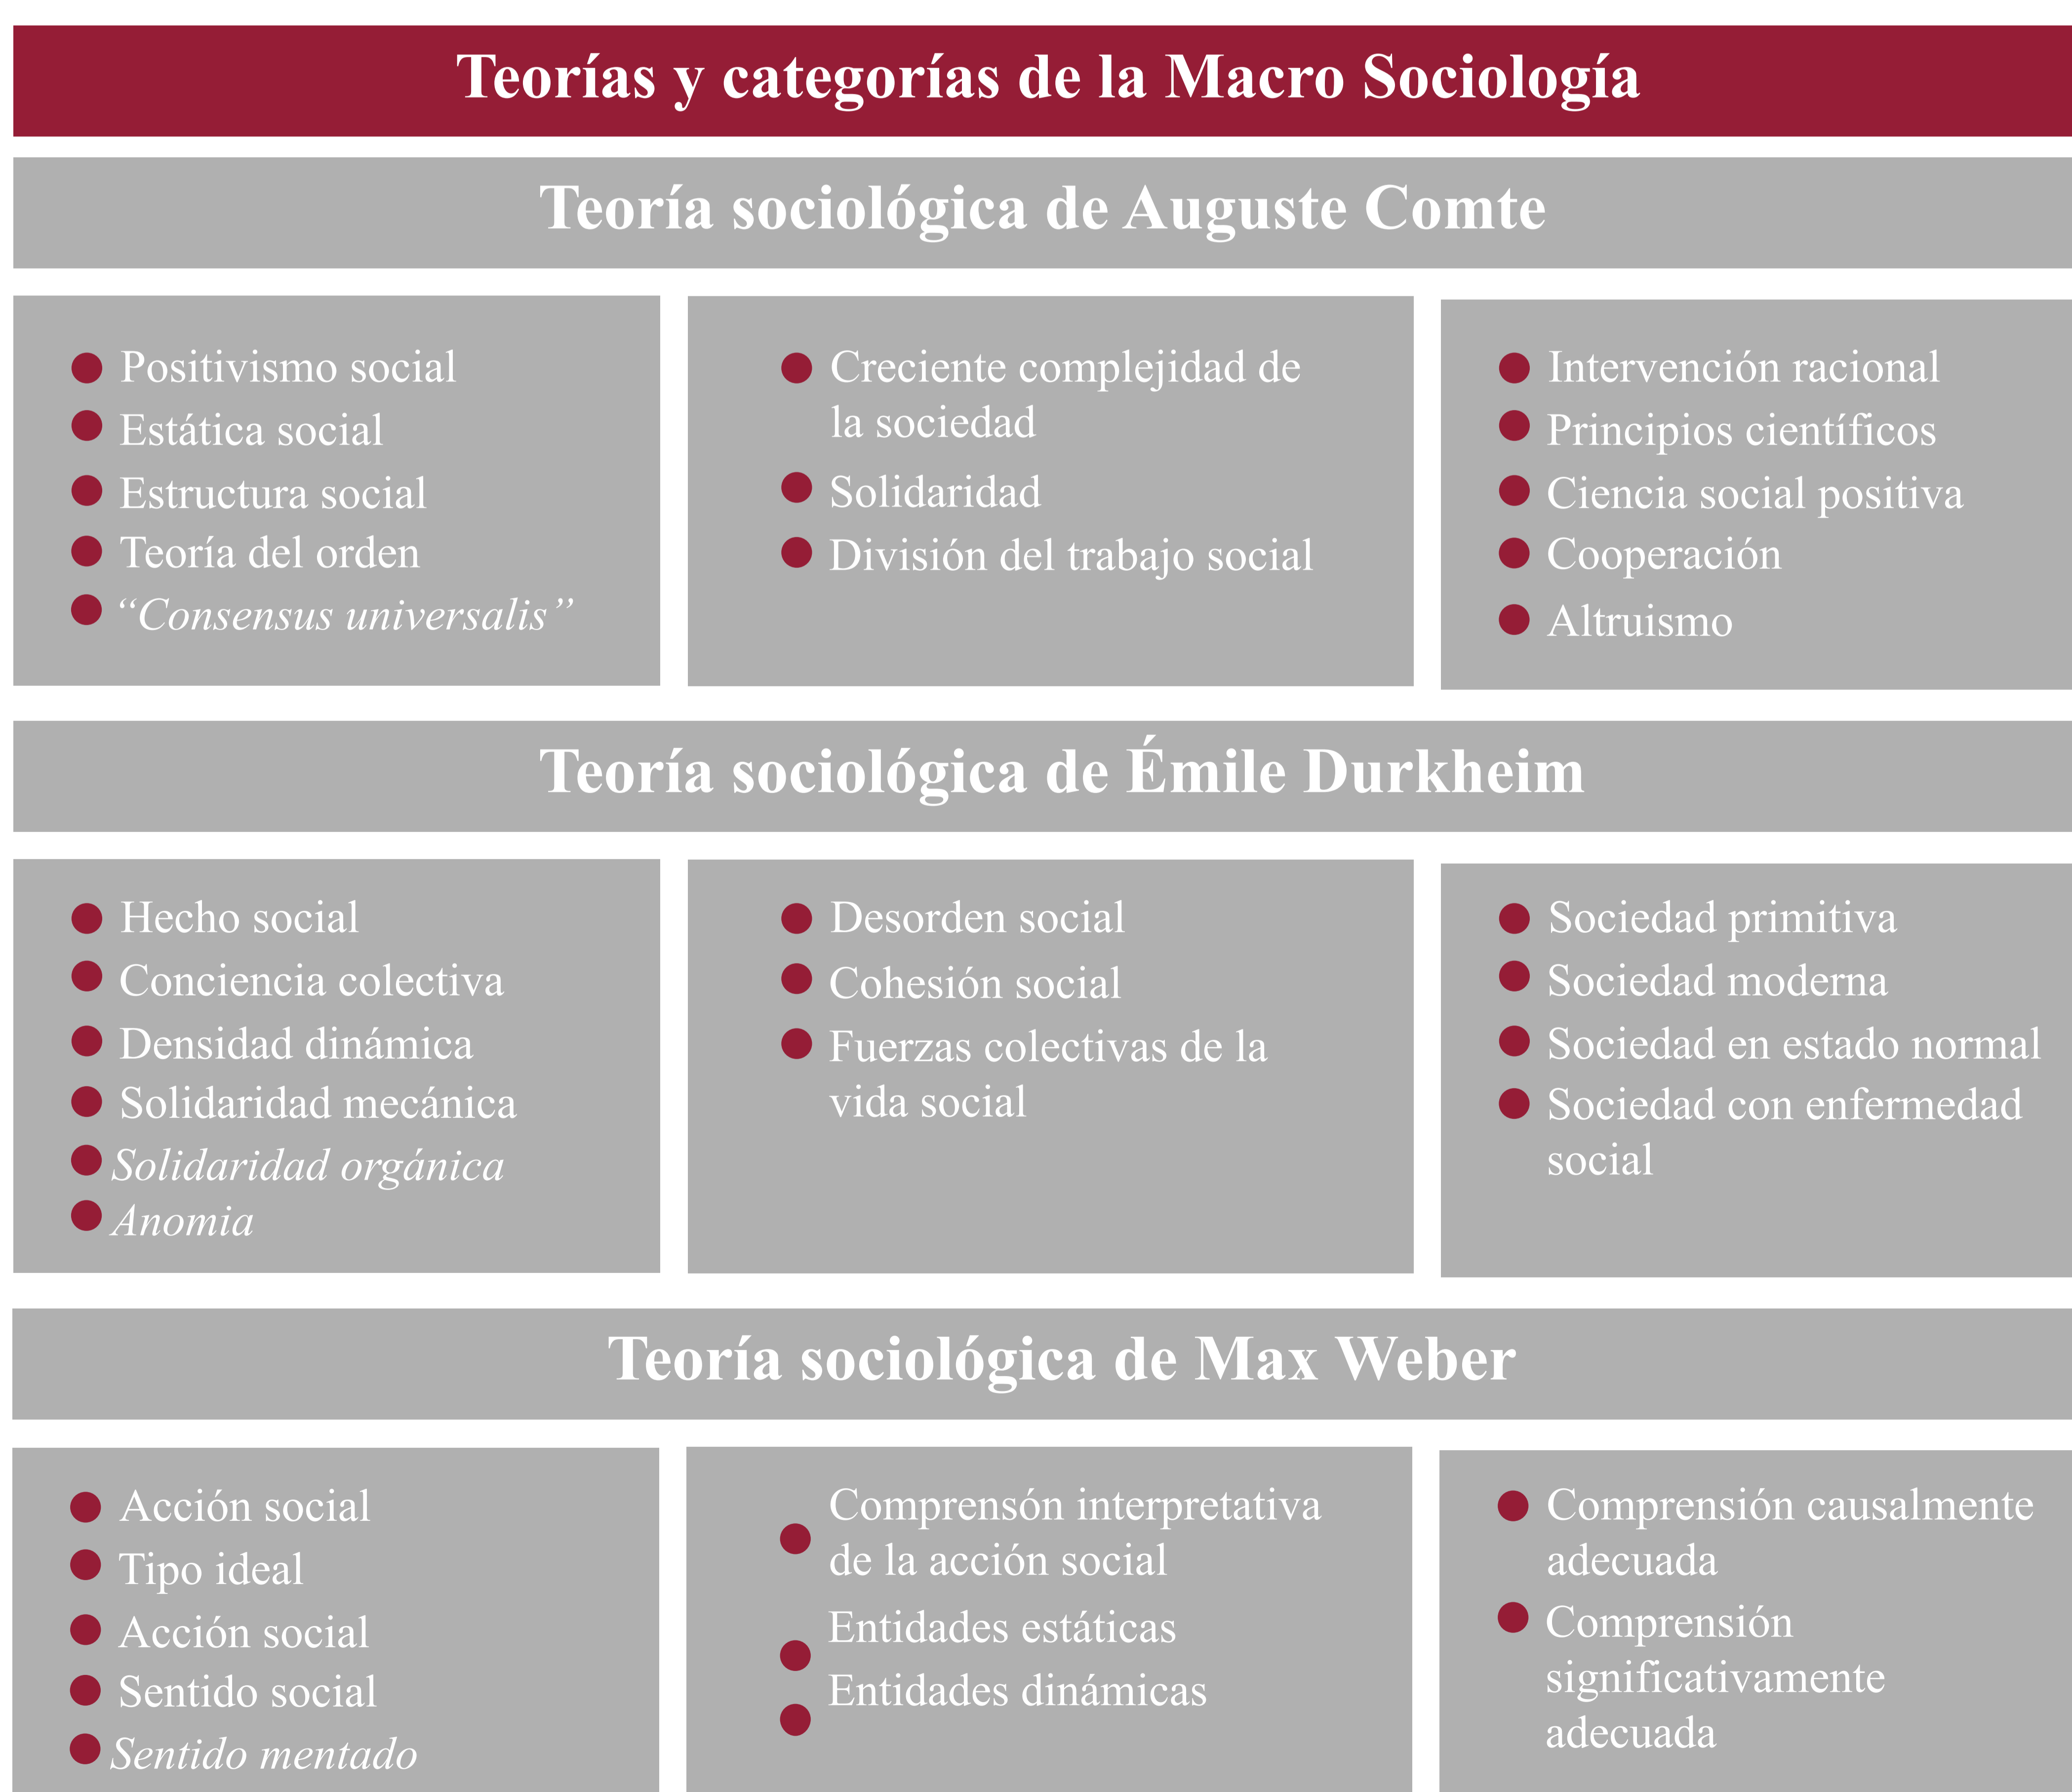 Teorías y categorías de la Macro Sociología
Teoría sociológica de Auguste Comte
Positivismo social
Estática social
Estructura social
Teoría del orden
“Consensus universalis”
Creciente complejidad de
la sociedad
Solidaridad
División del trabajo social
Intervención racional
Principios científicos
Ciencia social positiva
Cooperación
Altruismo
Teoría sociológica de Émile Durkheim
Hecho social
Conciencia colectiva
Densidad dinámica
Solidaridad mecánica
Solidaridad orgánica
Anomia
Desorden social
Cohesión social
Fuerzas colectivas de la
vida social
Sociedad primitiva
Sociedad moderna
Sociedad en estado normal
Sociedad con enfermedad
social
Teoría sociológica de Max Weber
Acción social
Tipo ideal
Acción social
Sentido social
Sentido mentado
Comprensón interpretativa
de la acción social
Entidades estáticas
Entidades dinámicas
Comprensión causalmente
adecuada
Comprensión
significativamente
adecuada